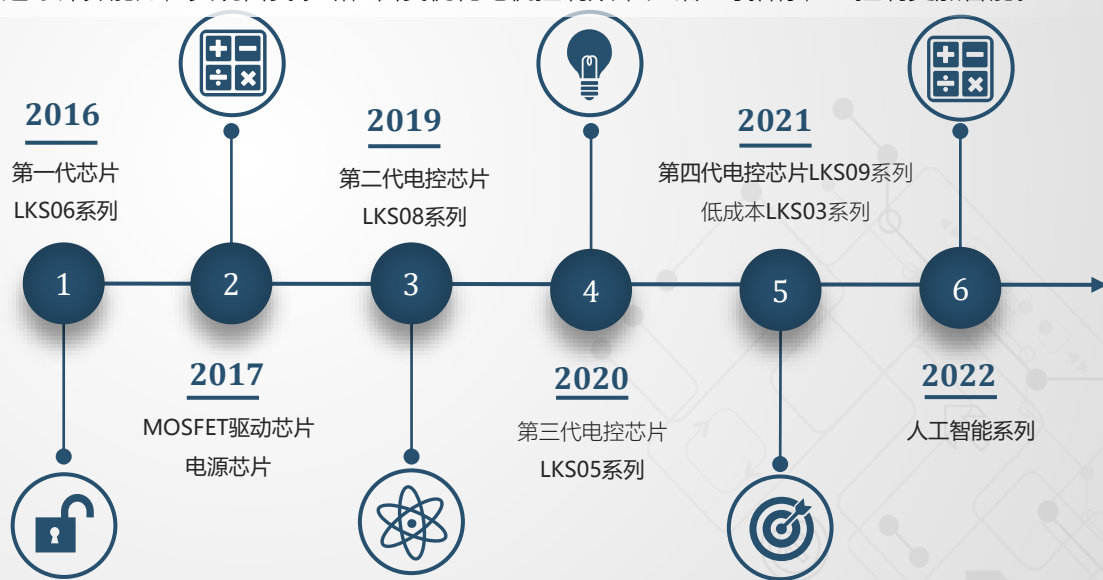 2016
第一代芯片
LKS06系列
1
2
2017
MOSFET驱动芯片
电源芯片
2019
第二代电控芯片
LKS08系列
3
4
2020
第三代电控芯片
LKS05系列
2021
第四代电控芯片LKS09系列
低成本LKS03系列
5
6
2022
人工智能系列